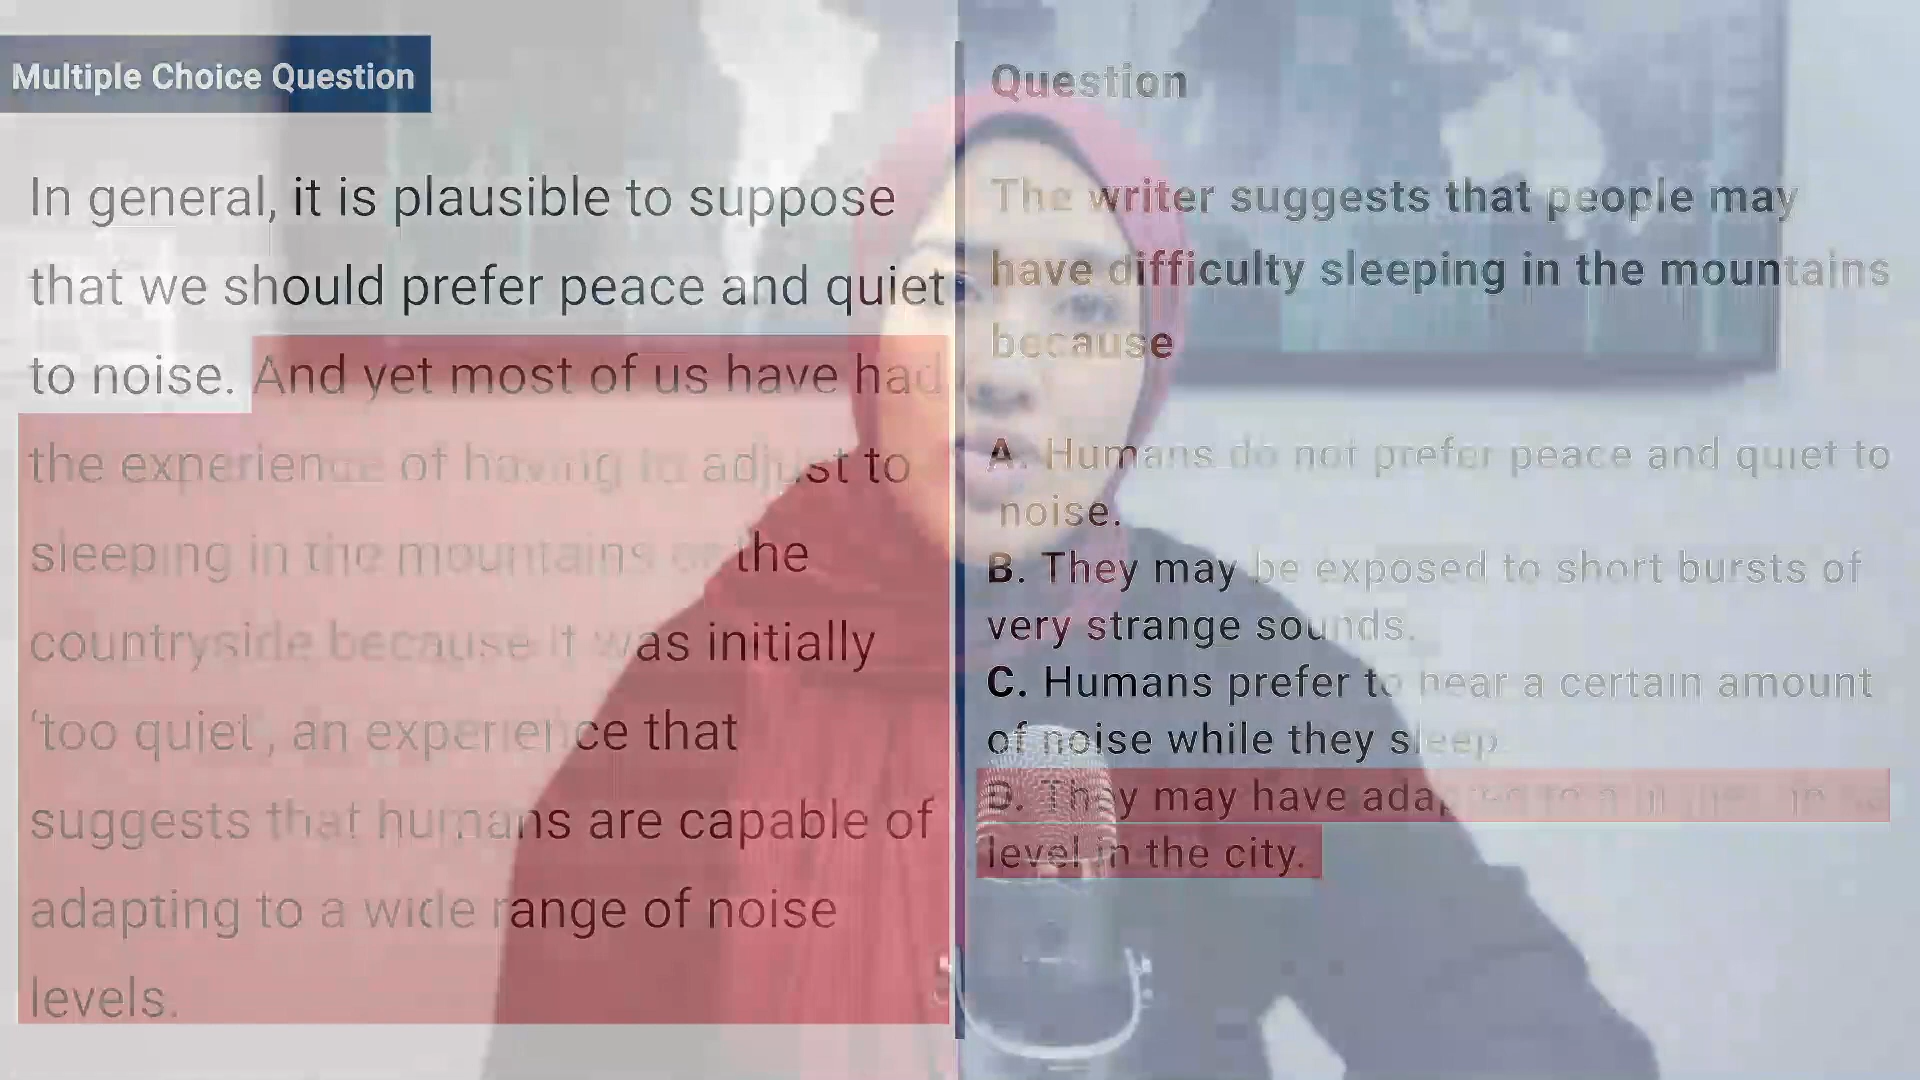 Multiple Choice Question
In general, it is plausible to suppose
that we should prefer peace and quiet
to noise. And yet most of us have had
the experience of having to adjust to
sleeping in the mountains or the
countryside because it was initially
‘too quiet’, an experience that
suggests that humans are capable of
adapting to a wide range of noise
levels.
Question
The writer suggests that people may
have difficulty sleeping in the mountains
because
A. Humans do not prefer peace and quiet to
noise.
B. They may be exposed to short bursts of
very strange sounds.
C. Humans prefer to hear a certain amount
of noise while they sleep.
D. They may have adapted to a
level in the city.